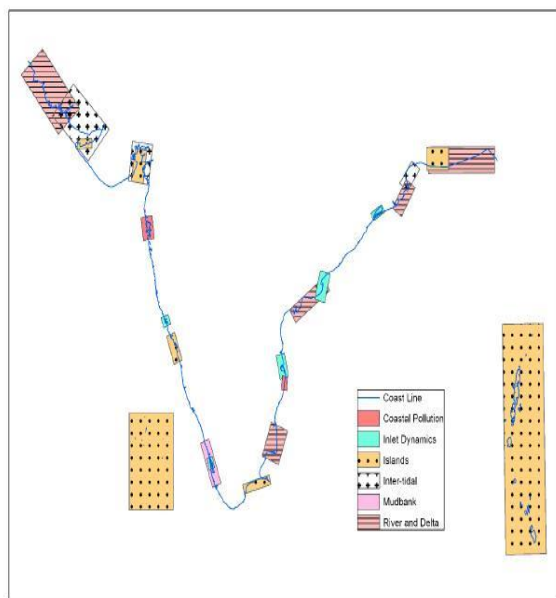 Coast Line
Coastal Pollution
Inlet Dynamics
Islands
Inter-tidal
Mudbank
River and Delta